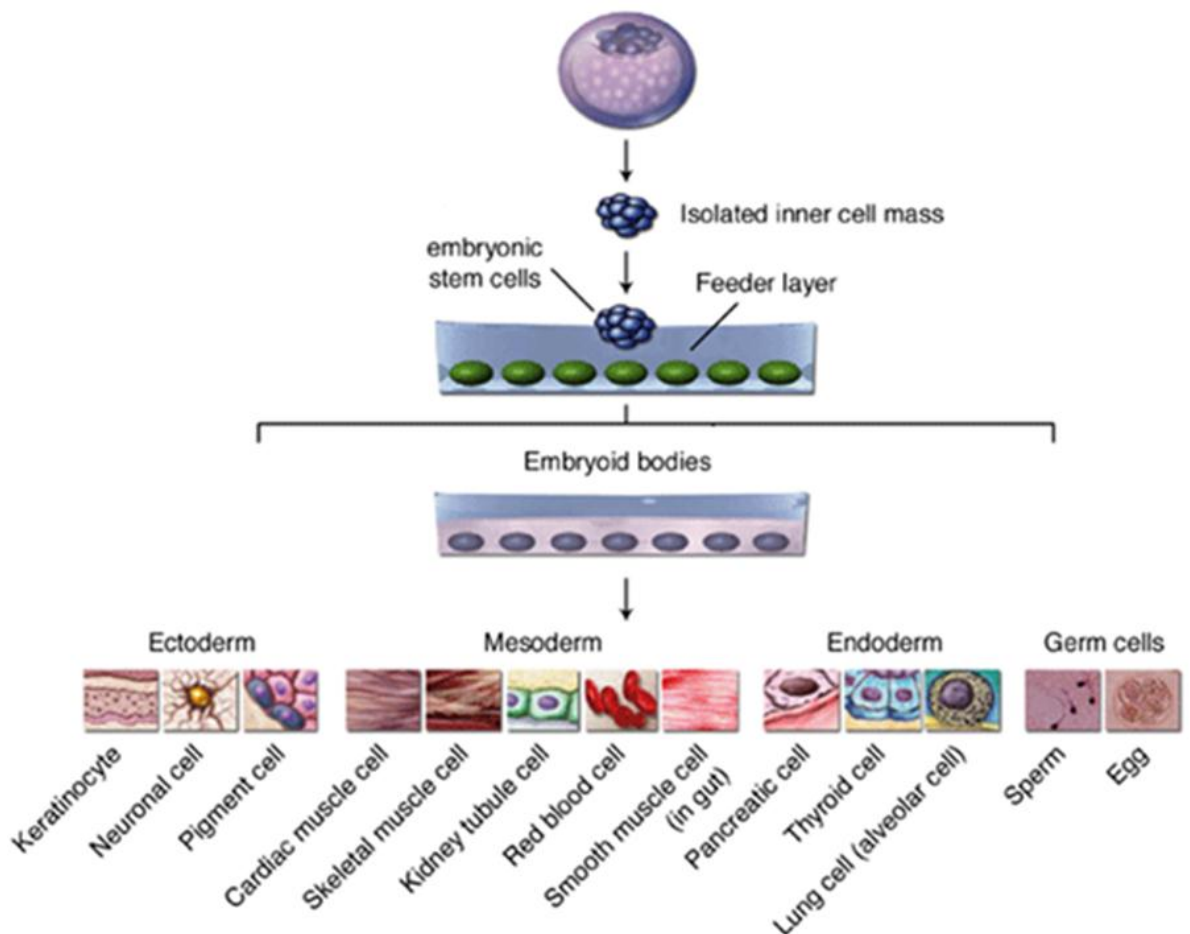 Isolated inner cell mass
embryonic
stem cells
Feeder layer
Embryoid bodies
Ectoderm
Mesoderm
Endoderm
Germ cells
Keratinocyte
Neuronal cell
Pigment cell
Cardiac muscle cell
Skeletal muscle cell
Kidney tubule cell
Red blood cell
Smooth muscle cell
(in gut)
Pancreatic cell
Thyroid cell
Lung cell (alveolar cell)
Sperm
Egg